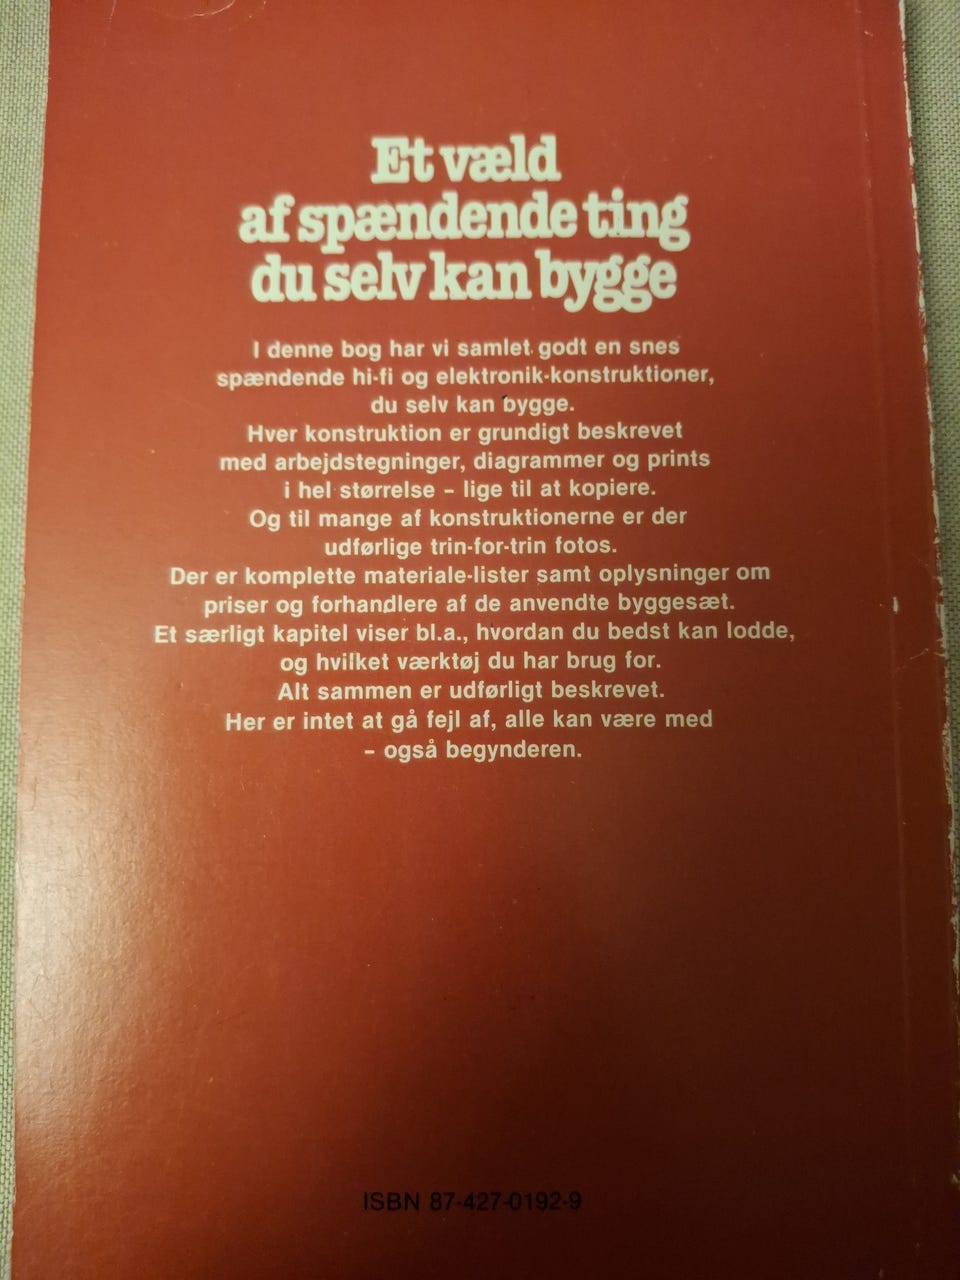 Et væld
af spændende ting
du selv kan bygge
I denne bog har vi samlet godt en snes
spændende hi-fi og elektronik-konstruktioner,
du selv kan bygge.
Hver konstruktion er grundigt beskrevet
med arbejdstegninger, diagrammer og prints
i hel størrelse – lige til at kopiere.
Og til mange af konstruktionerne er der
udførlige trin-for-trin fotos.
Der er komplette materiale-lister samt oplysninger om
priser og forhandlere af de anvendte byggesæt.
Et særligt kapitel viser bl.a., hvordan du bedst kan lodde,
og hvilket værktøj du har brug for.
Alt sammen er udførligt beskrevet.
Her er intet at gå fejl af, alle kan være med
– også begynderen.
ISBN 87-427-0192-9